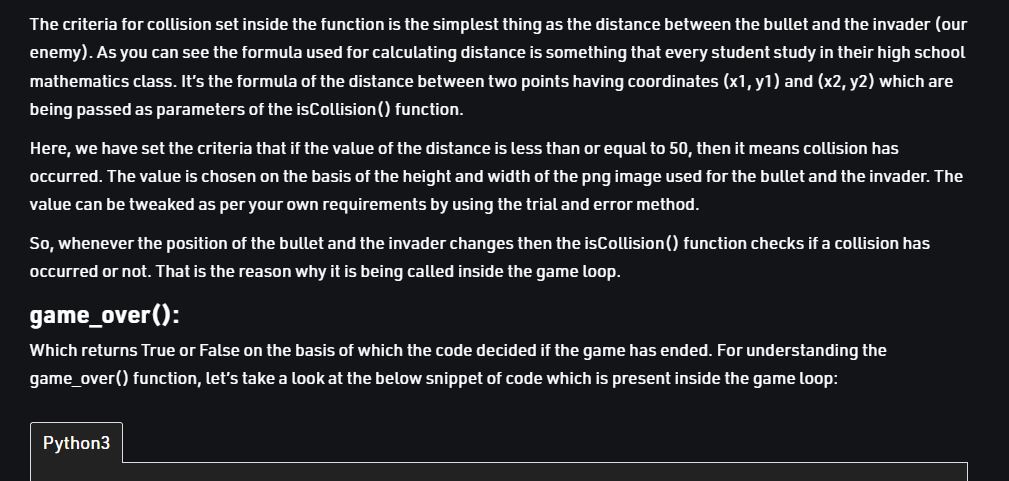 The criteria for collision set inside the function is the simplest thing as the distance between the bullet and the invader (our
enemy). As you can see the formula used for calculating distance is something that every student study in their high school
mathematics class. It's the formula of the distance between two points having coordinates (x1, y1) and (x2, y2) which are
being passed as parameters of the isCollision() function.
Here, we have set the criteria that if the value of the distance is less than or equal to 50, then it means collision has
occurred. The value is chosen on the basis of the height and width of the png image used for the bullet and the invader. The
value can be tweaked as per your own requirements by using the trial and error method.
So, whenever the position of the bullet and the invader changes then the isCollision() function checks if a collision has
occurred or not. That is the reason why it is being called inside the game loop.
game_over():
Which returns True or False on the basis of which the code decided if the game has ended. For understanding the
game_over() function, let's take a look at the below snippet of code which is present inside the game loop:
Python3